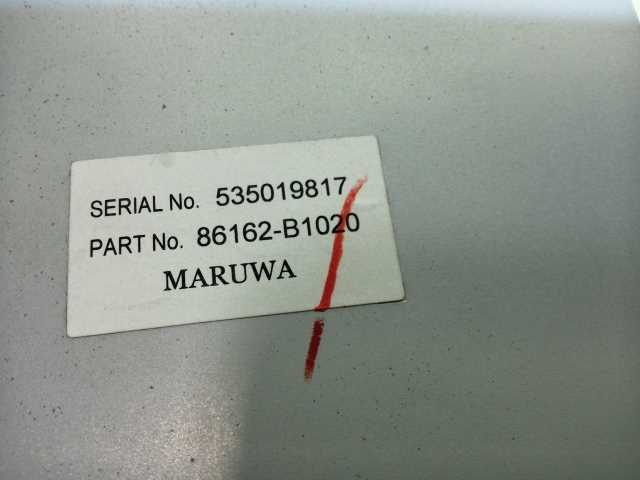 SERIAL No. 535019817
PART No. 86162-B1020
MARUWA